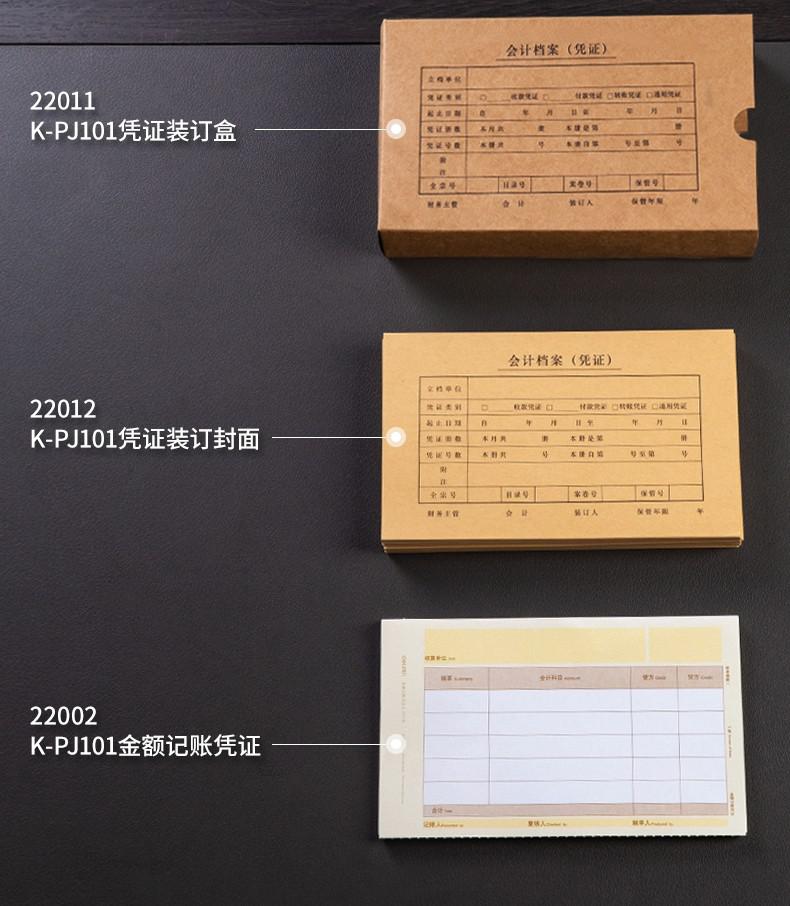 22011
K-PJ101凭证装订盒
会计档案（凭证）
立档单位
凭证类别 □ 收款凭证 □ 付款凭证 □转账凭证 □通用凭证
起止日期 自 年 月 日至 年 月 日
凭证册数 本月共 册 本册是第 册
凭证号数 本册共 号 本册自第 号至第 号
附
注
全宗号 目录号 案卷号 保管号
财务主管 会计 装订人 保管年限 年
22012
K-PJ101凭证装订封面
会计档案（凭证）
立档单位
凭证类别 □ 收款凭证 □ 付款凭证 □转账凭证 □通用凭证
起止日期 自 年 月 日至 年 月 日
凭证册数 本月共 册 本册是第 册
凭证号数 本册共 号 本册自第 号至第 号
附
注
全宗号 目录号 案卷号 保管号
财务主管 会计 装订人 保管年限 年
22002
K-PJ101金额记账凭证
核算单位
摘要 Summary 会计科目 Account 借方 Debit 贷方 Credit
合计 Total
记账人 复核人 制单人